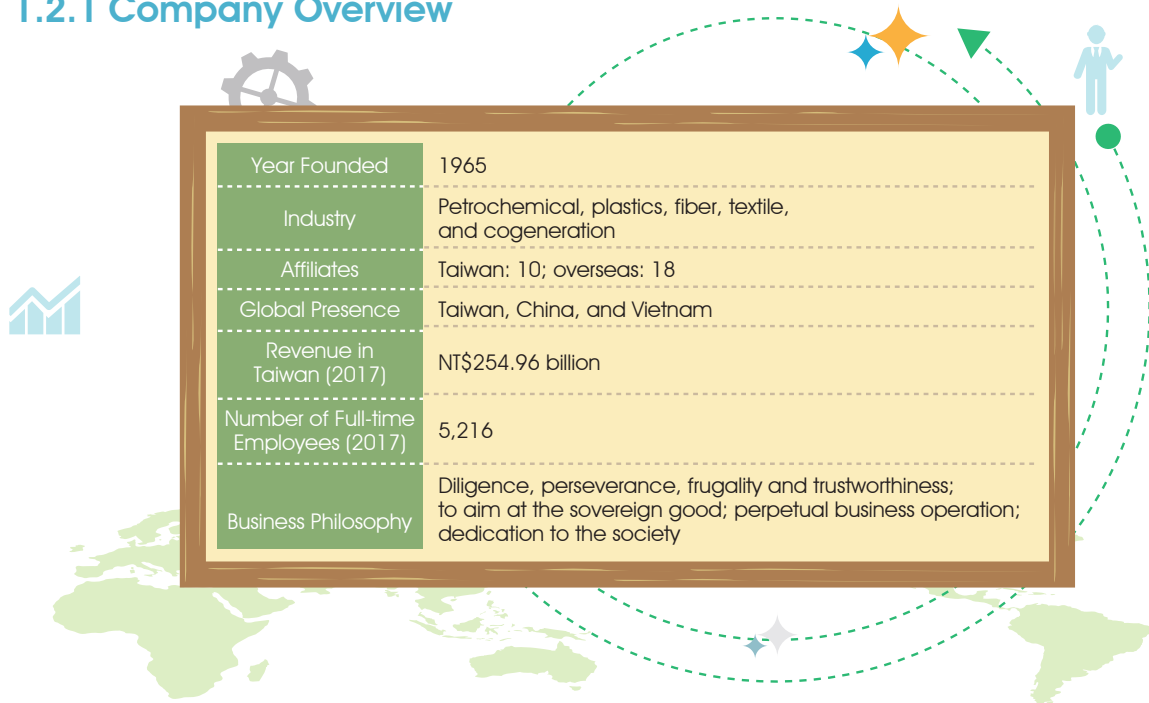 1.2.1 Company Overview
Year Founded
1965
Industry
Petrochemical, plastics, fiber, textile,
and cogeneration
Affiliates
Taiwan: 10; overseas: 18
Global Presence
Taiwan, China, and Vietnam
Revenue in
Taiwan (2017)
NT$254.96 billion
Number of Full-time
Employees (2017)
5,216
Business Philosophy
Diligence, perseverance, frugality and trustworthiness;
to aim at the sovereign good; perpetual business operation;
dedication to the society